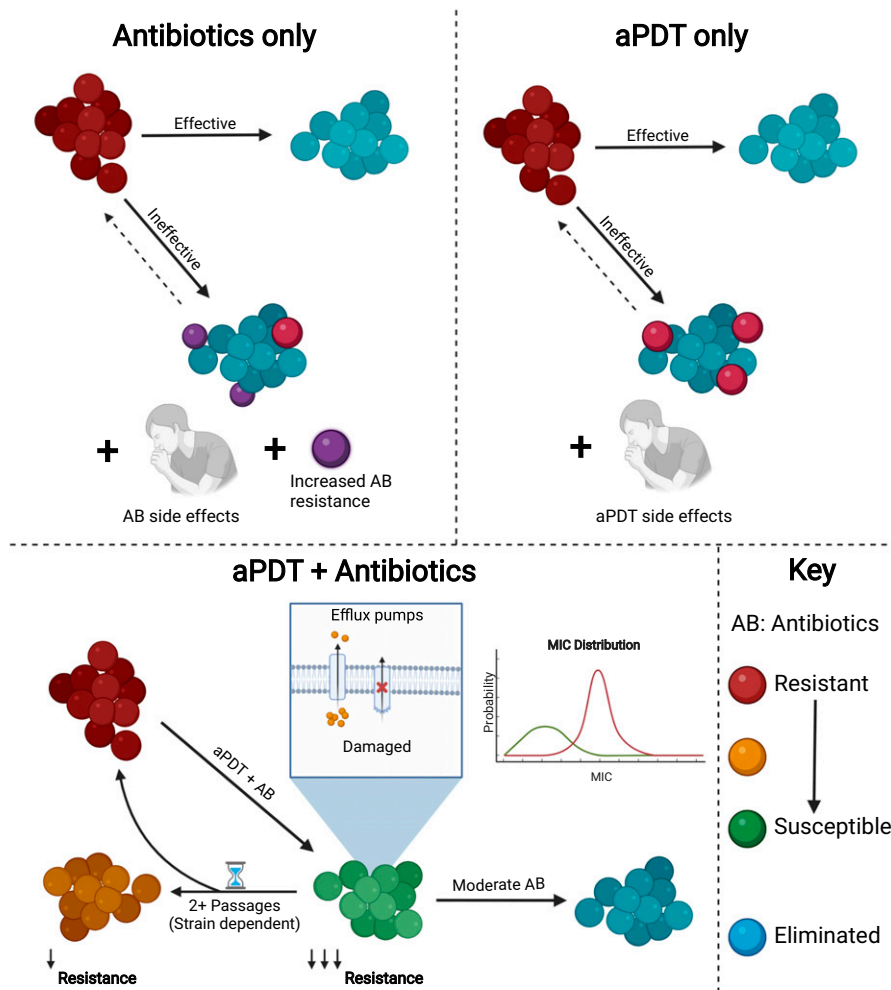 Antibiotics only
Effective
Ineffective
AB side effects
Increased AB
resistance
aPDT only
Effective
Ineffective
aPDT side effects
aPDT + Antibiotics
Efflux pumps
Damaged
MIC Distribution
Probability
MIC
aPDT + AB
2+ Passages
(Strain dependent)
Moderate AB
Resistance
Resistance
Key
AB: Antibiotics
Resistant
Susceptible
Eliminated